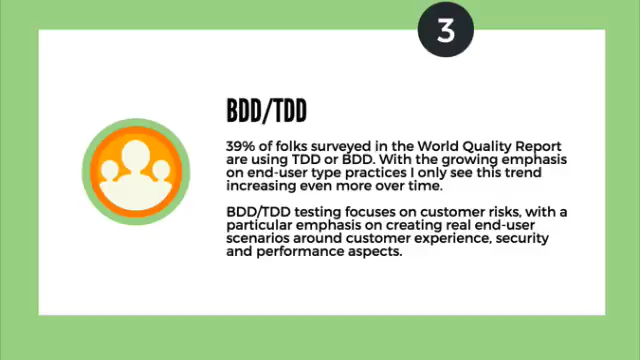 3
BDD/TDD
39% of folks surveyed in the World Quality Report
are using TDD or BDD. With the growing emphasis
on end-user type practices I only see this trend
increasing even more over time.
BDD/TDD testing focuses on customer risks, with a
particular emphasis on creating real end-user
scenarios around customer experience, security
and performance aspects.